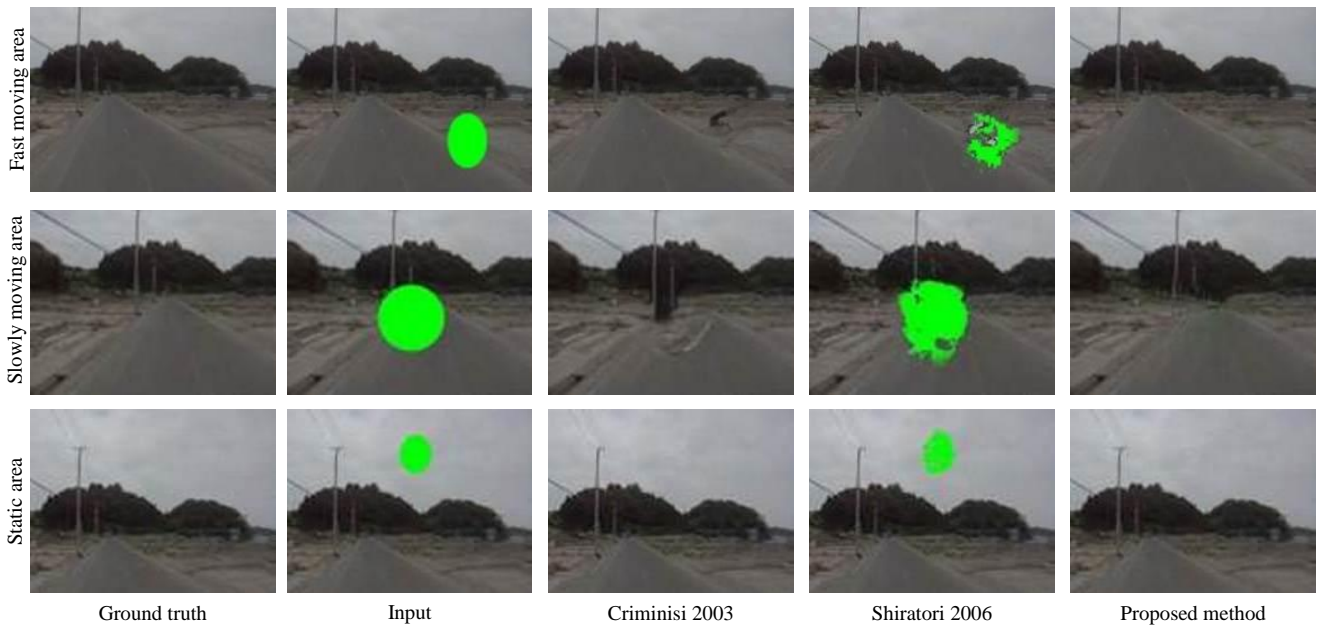 Fast moving area
Slowly moving area
Static area
Ground truth
Input
Criminisi 2003
Shiratori 2006
Proposed method